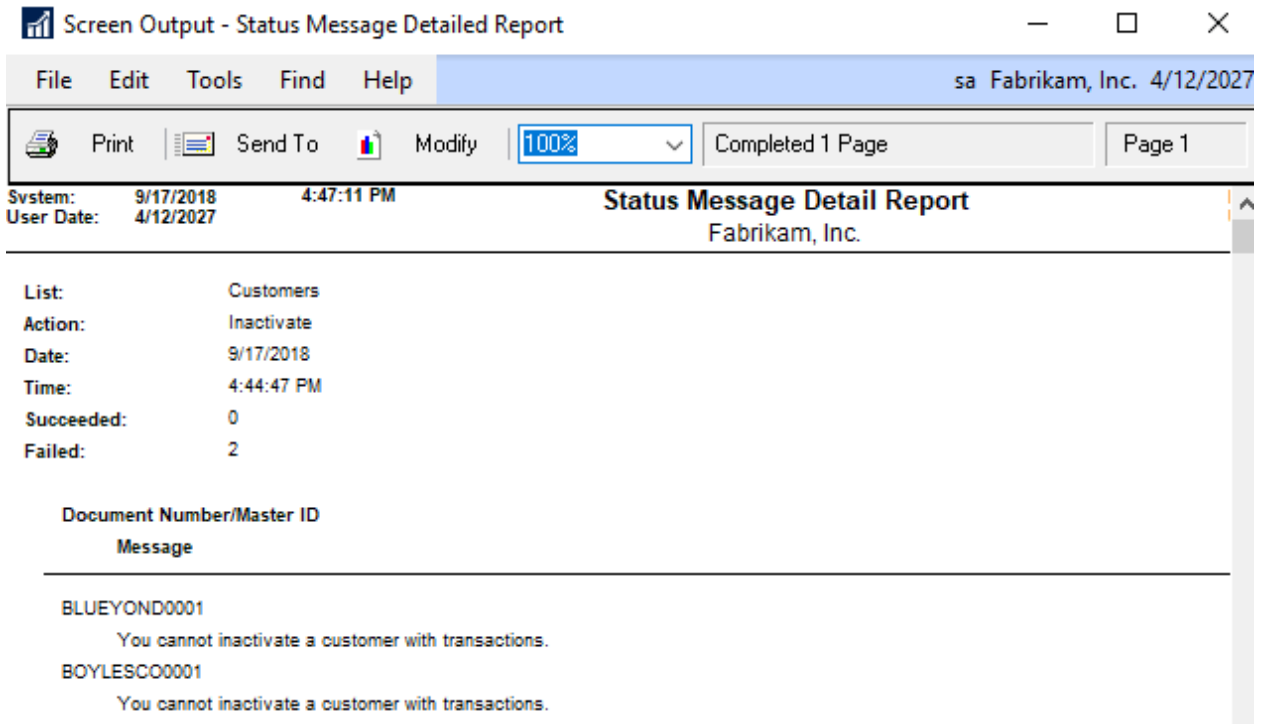 Screen Output - Status Message Detailed Report
File Edit Tools Find Help sa Fabrikam, Inc. 4/12/2027
Print Send To Modify 100% Completed 1 Page Page 1
System: 9/17/2018 4:47:11 PM Status Message Detail Report
User Date: 4/12/2027 Fabrikam, Inc.
List: Customers
Action: Inactivate
Date: 9/17/2018
Time: 4:44:47 PM
Succeeded: 0
Failed: 2
Document Number/Master ID
Message
BLUEYOND0001
You cannot inactivate a customer with transactions.
BOYLESCO0001
You cannot inactivate a customer with transactions.